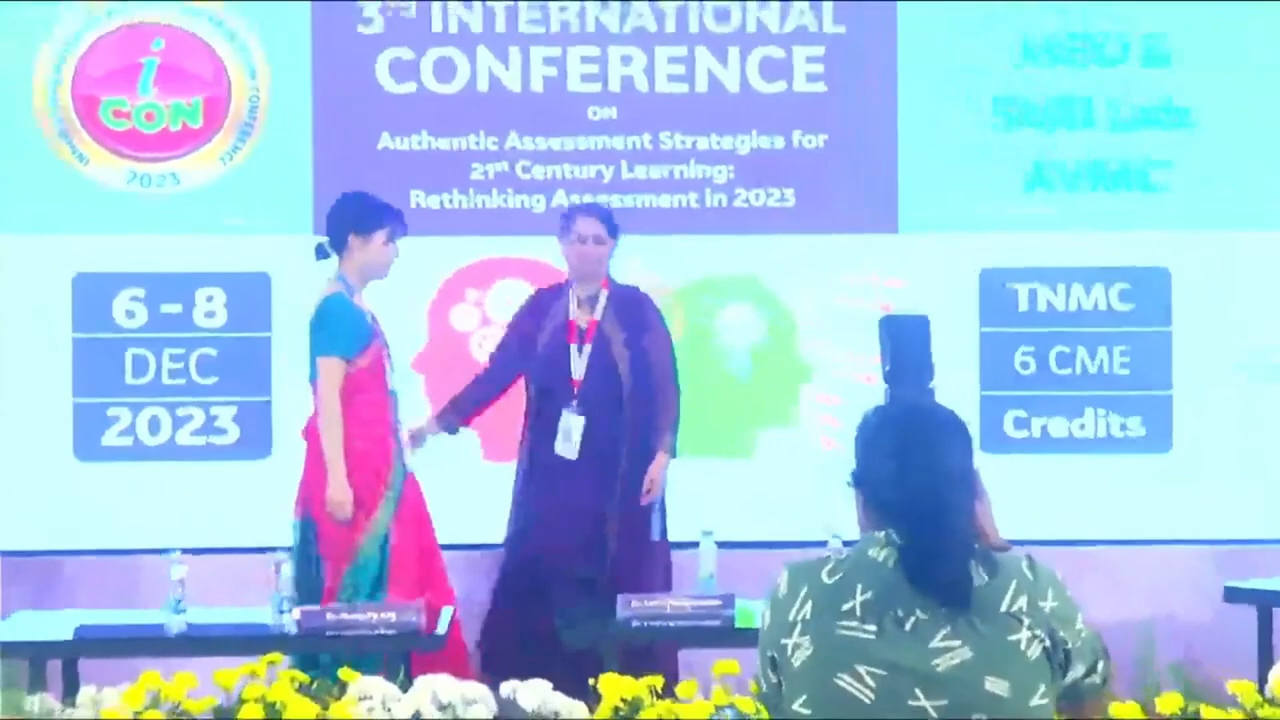 i
CON
2023
3rd INTERNATIONAL
CONFERENCE
ON
Authentic Assessment Strategies for
21st Century Learning:
Rethinking Assessment in 2023
6 - 8
DEC
2023
TNMC
6 CME
Credits